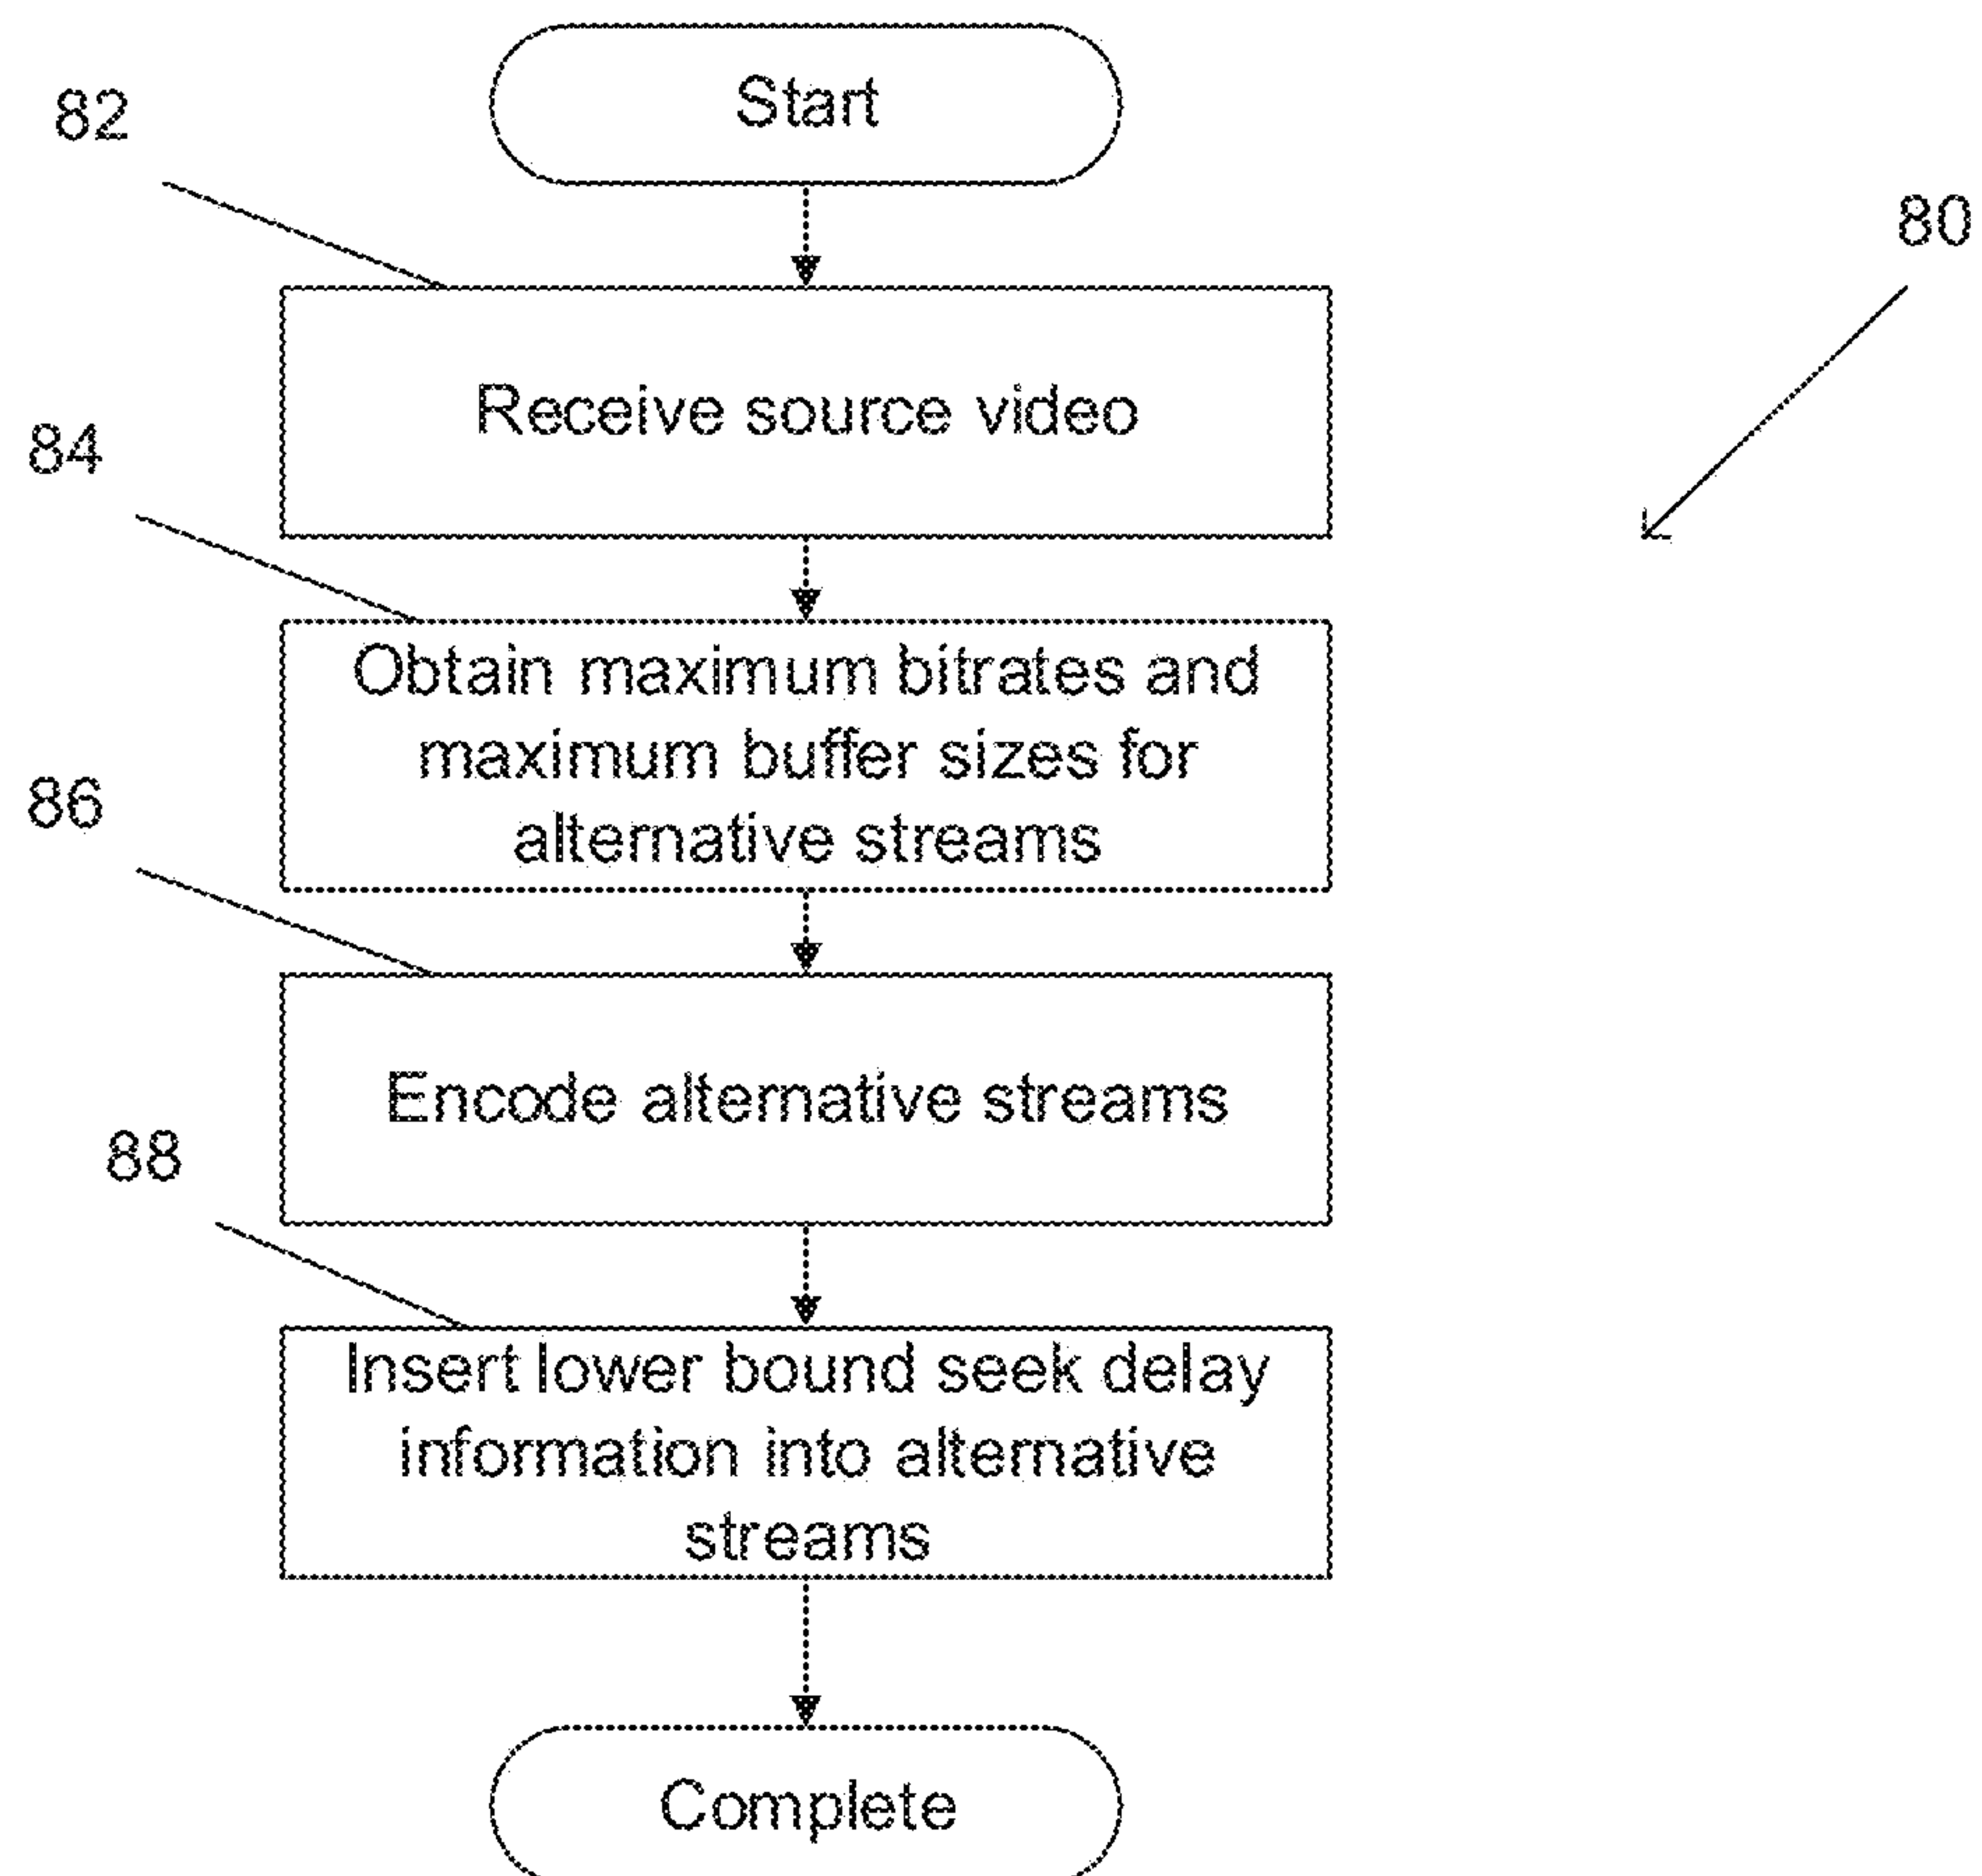 Start
82
80
Receive source video
84
Obtain maximum bitrates and
maximum buffer sizes for
alternative streams
86
Encode alternative streams
88
Insert lower bound seek delay
information into alternative
streams
Complete